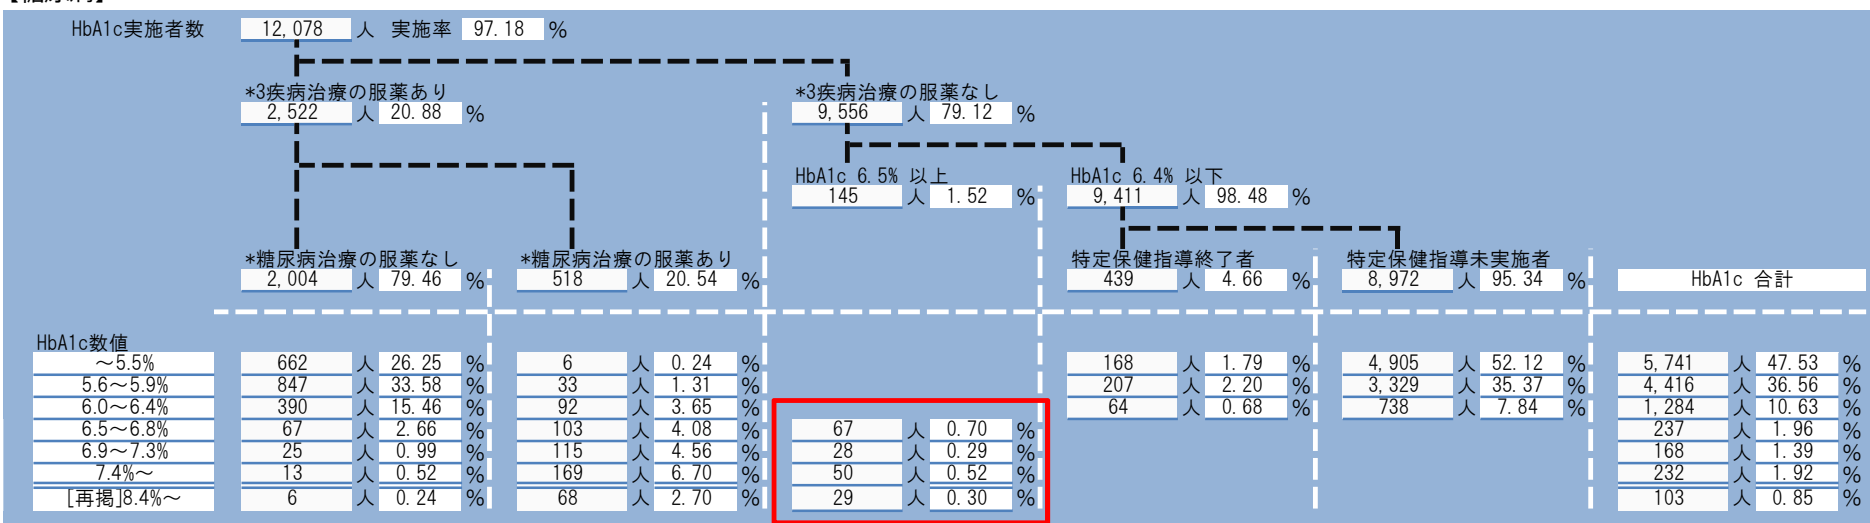 HbA1c実施者数 12,078 人 実施率 97.18 %
*3疾病治療の服薬あり *3疾病治療の服薬なし
2,522 人 20.88 % 9,556 人 79.12 %
HbA1c 6.5% 以上 HbA1c 6.4% 以下
145 人 1.52 % 9,411 人 98.48 %
*糖尿病治療の服薬なし *糖尿病治療の服薬あり 特定保健指導終了者 特定保健指導未実施者
2,004 人 79.46 % 518 人 20.54 % 439 人 4.66 % 8,972 人 95.34 % HbA1c 合計
HbA1c数値
～5.5% 662 人 26.25 % 6 人 0.24 % 168 人 1.79 % 4,905 人 52.12 % 5,741 人 47.53 %
5.6～5.9% 847 人 33.58 % 33 人 1.31 % 207 人 2.20 % 3,329 人 35.37 % 4,416 人 36.56 %
6.0～6.4% 390 人 15.46 % 92 人 3.65 % 64 人 0.68 % 738 人 7.84 % 1,284 人 10.63 %
6.5～6.8% 67 人 2.66 % 103 人 4.08 % 67 人 0.70 % 237 人 1.96 %
6.9～7.3% 25 人 0.99 % 115 人 4.56 % 28 人 0.29 % 168 人 1.39 %
7.4%～ 13 人 0.52 % 169 人 6.70 % 50 人 0.52 % 232 人 1.92 %
[再掲]8.4%～ 6 人 0.24 % 68 人 2.70 % 29 人 0.30 % 103 人 0.85 %